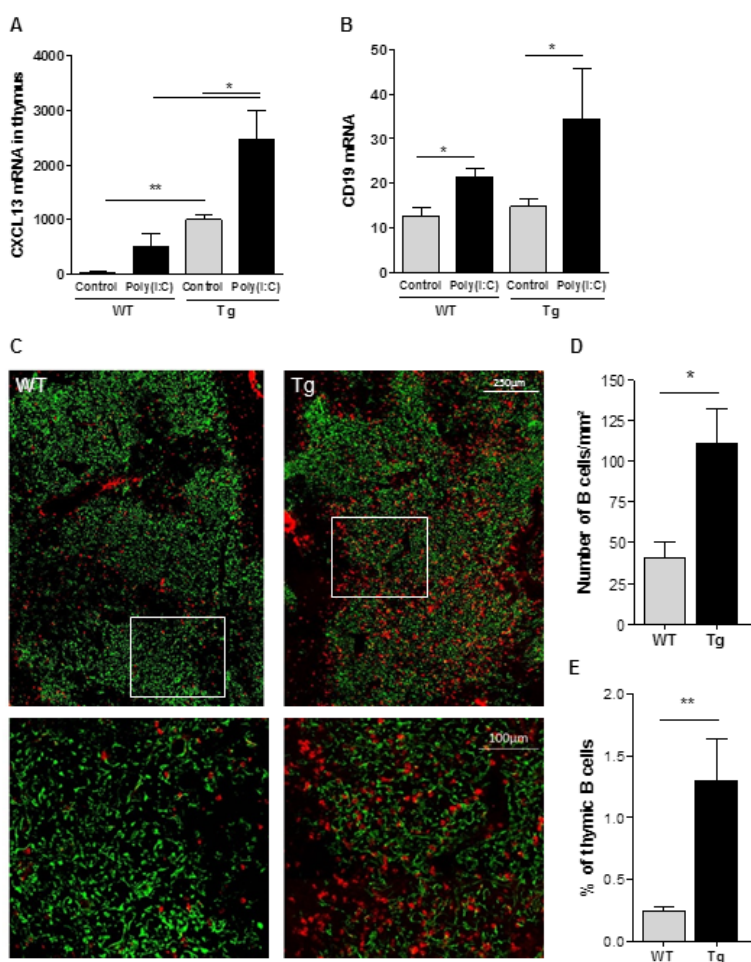 A
CXCL13 mRNA in thymus
4000
3000
2000
1000
0
*
**
Control Poly(I:C) Control Poly(I:C)
WT Tg
B
CD19 mRNA
50
40
30
20
10
0
*
*
Control Poly(I:C) Control Poly(I:C)
WT Tg
C
WT
Tg
250µm
100µm
D
Number of B cells/mm²
150
125
100
75
50
25
0
*
WT Tg
E
% of thymic B cells
2.0
1.5
1.0
0.5
0.0
**
WT Tg